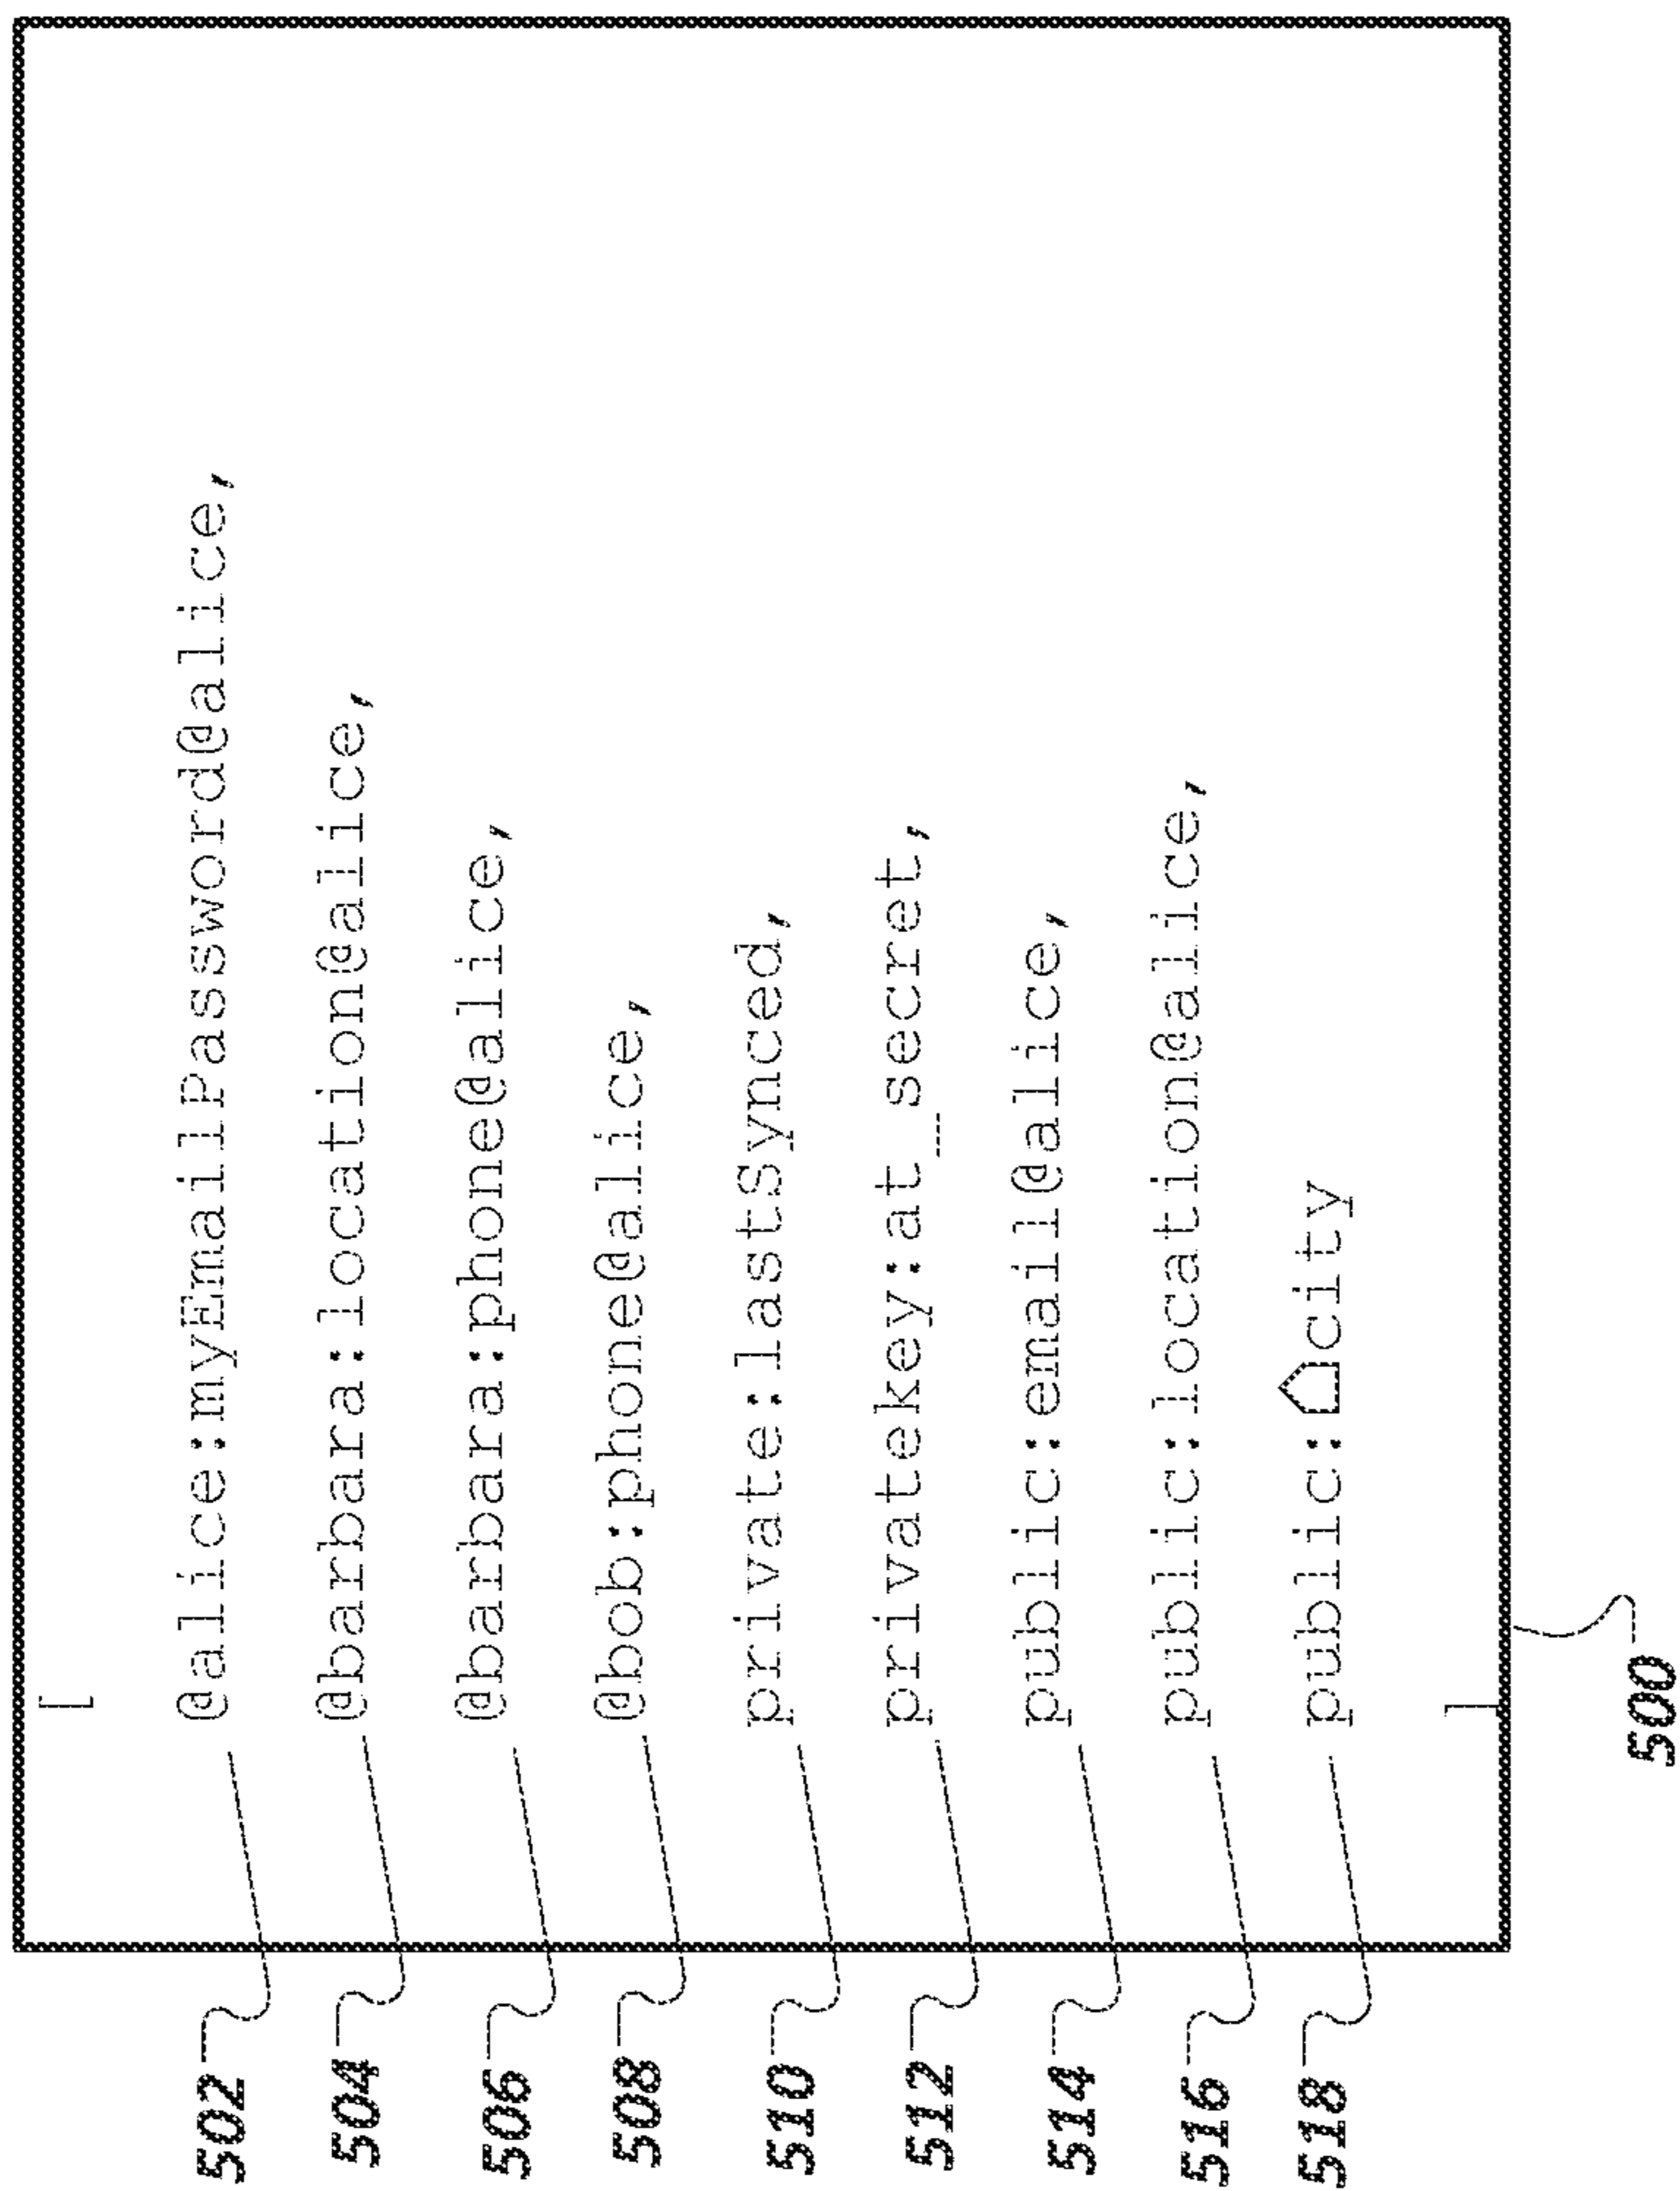 [
502 @alice:myEmailPassword@alice,
504 @barbara:location@alice,
506 @barbara:phone@alice,
508 @bob:phone@alice,
510 private:lastSynced,
512 privatekey:at_secret,
514 public:email@alice,
516 public:location@alice,
518 public:city
]
500